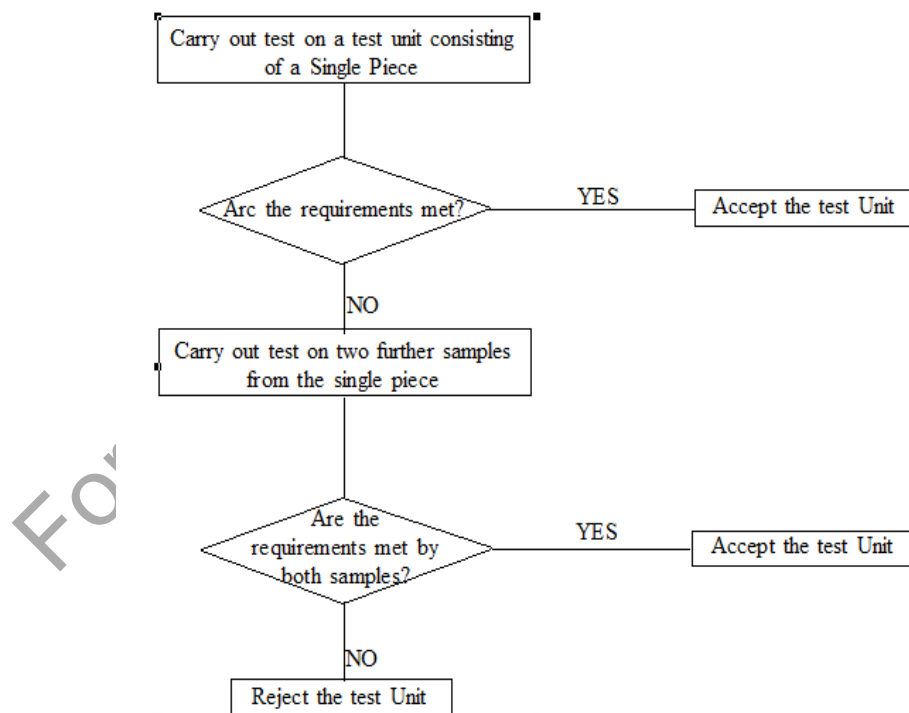 Carry out test on a test unit consisting
of a Single Piece
Arc the requirements met?
YES
Accept the test Unit
NO
Carry out test on two further samples
from the single piece
For
Are the
requirements met by
both samples?
YES
Accept the test Unit
NO
Reject the test Unit